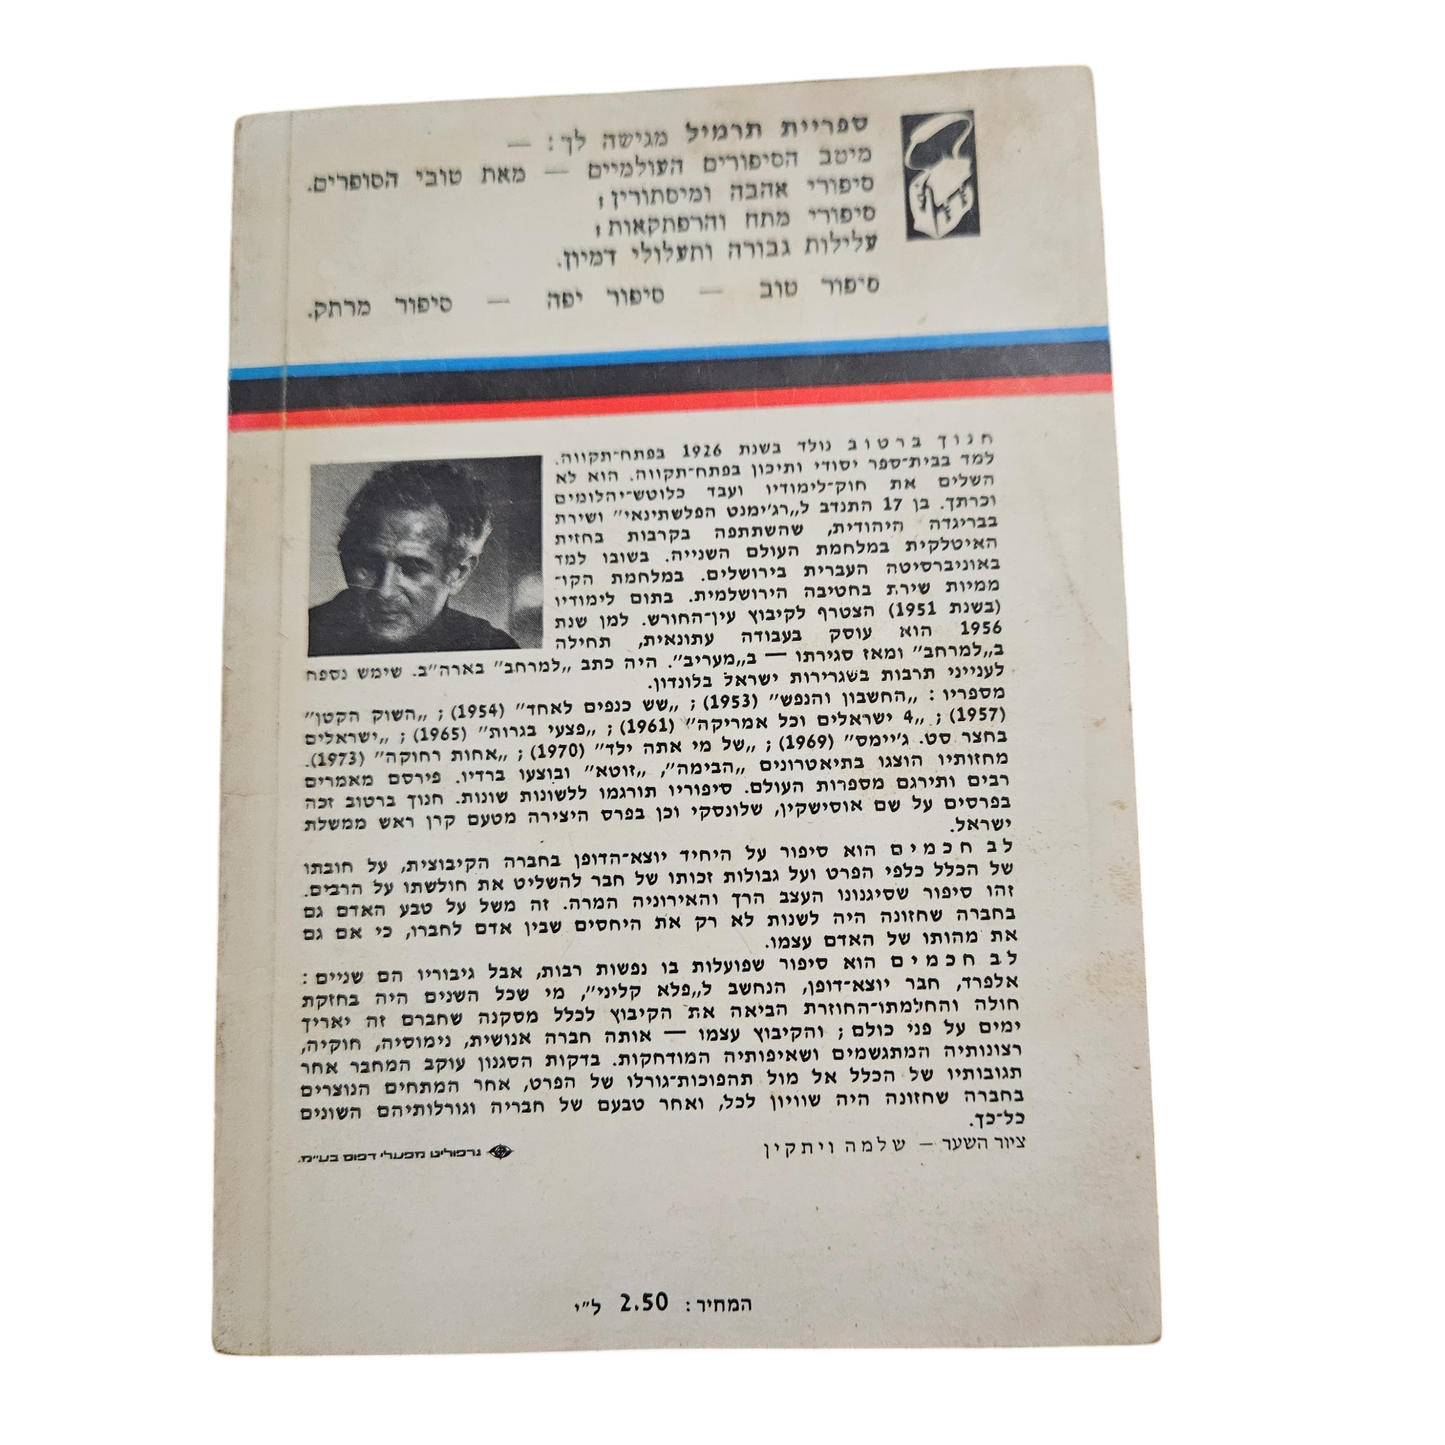 ספריית תרמיל מגישה לך: —
מיטב הסיפורים העולמיים — מאת טובי הסופרים.
סיפורי אהבה ומיסתורין;
סיפורי מתח והרפתקאות;
עלילות גבורה ותעלולי דמיון.
סיפור טוב — סיפור יפה — סיפור מרתק.
חנוך ברטוב נולד בשנת 1926 בפתח־תקווה.
למד בבית־ספר יסודי ותיכון בפתח־תקווה. הוא לא
השלים את חוק־לימודיו ועבד כלוטש־יהלומים
וכרתך. בן 17 התנדב ל„רג׳ימנט הפלשתינאי״ ושירת
בבריגדה היהודית, שהשתתפה בקרבות בחזית
האיטלקית במלחמת העולם השנייה. בשובו למד
באוניברסיטה העברית בירושלים. במלחמת הקו־
ממיות שירת בחטיבה הירושלמית. בתום לימודיו
(בשנת 1951) הצטרף לקיבוץ עין־החורש. למן שנת
1956 הוא עוסק בעבודה עתונאית, תחילה
ב„למרחב״ ומאז סגירתו — ב„מעריב״. היה כתב „למרחב״ בארה״ב. שימש נספח
לענייני תרבות בשגרירות ישראל בלונדון.
מספריו: „החשבון והנפש״ (1953); „שש כנפים לאחד״ (1954); „השוק הקטן״
(1957); „4 ישראלים וכל אמריקה״ (1961); „פצעי בגרות״ (1965); „ישראלים
בחצר סט. ג׳יימס״ (1969); „של מי אתה ילד״ (1970); „אחות רחוקה״ (1973).
מחזותיו הוצגו בתיאטרונים „הבימה״, „זוטא״ ובוצעו ברדיו. פירסם מאמרים
רבים ותירגם מספרות העולם. סיפוריו תורגמו ללשונות שונות. חנוך ברטוב זכה
בפרסים על שם אוסישקין, שלונסקי וכן בפרס היצירה מטעם קרן ראש ממשלת
ישראל.
לב חכמים הוא סיפור על היחיד יוצא־הדופן בחברה הקיבוצית, על חובתו
של הכלל כלפי הפרט ועל גבולות זכותו של חבר להשליט את חולשתו על הרבים.
זהו סיפור שסיגנונו העצב הרך והאירוניה המרה. זה משל על טבע האדם גם
בחברה שחזונה היה לשנות לא רק את היחסים שבין אדם לחברו, כי אם גם
את מהותו של האדם עצמו.
לב חכמים הוא סיפור שפועלות בו נפשות רבות, אבל גיבוריו הם שניים:
אלפרד, חבר יוצא־דופן, הנחשב ל„פלא קליני״, מי שכל השנים היה בחזקת
חולה והחלמתו־החוזרת הביאה את הקיבוץ לכלל מסקנה שחברם זה יאריך
ימים על פני כולם; והקיבוץ עצמו — אותה חברה אנושית, נימוסיה, חוקיה,
רצונותיה המתגשמים ושאיפותיה המודחקות. בדקות הסגנון עוקב המחבר אחר
תגובותיו של הכלל אל מול תהפוכות־גורלו של הפרט, אחר המתחים הנוצרים
בחברה שחזונה היה שוויון לכל, ואחר טבעם של חבריה וגורלותיהם השונים
כל־כך.
ציור השער — שלמה ויתקין
גרפוליט מפעלי דפוס בע״מ.
המחיר: 2.50 ל״י